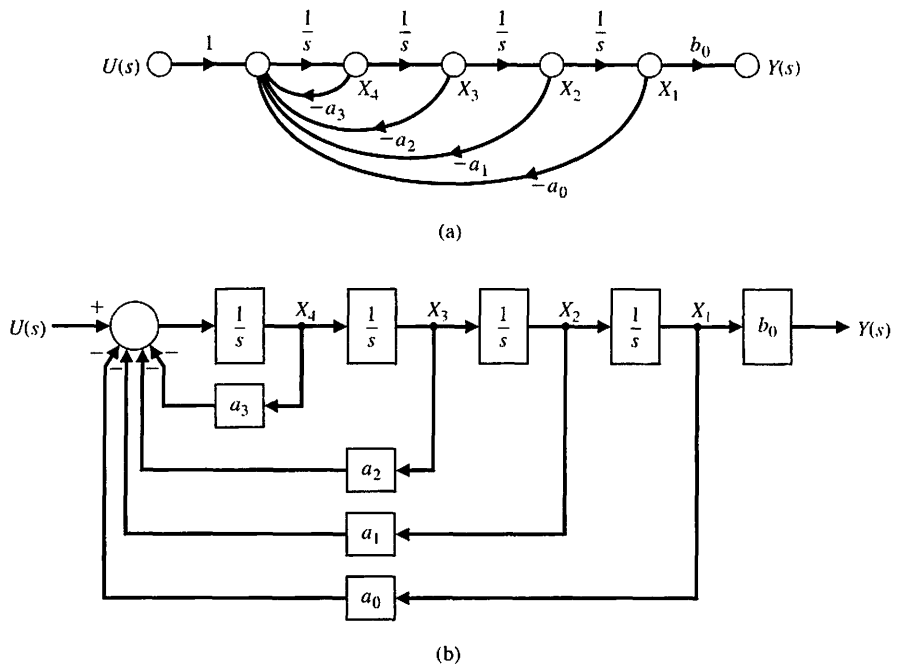 1 1/s 1/s 1/s 1/s b₀
U(s) X₄ X₃ X₂ X₁ Y(s)
−a₃
−a₂
−a₁
−a₀
(a)
U(s) + 1/s X₄ 1/s X₃ 1/s X₂ 1/s X₁ b₀ Y(s)
− − − −
a₃
a₂
a₁
a₀
(b)